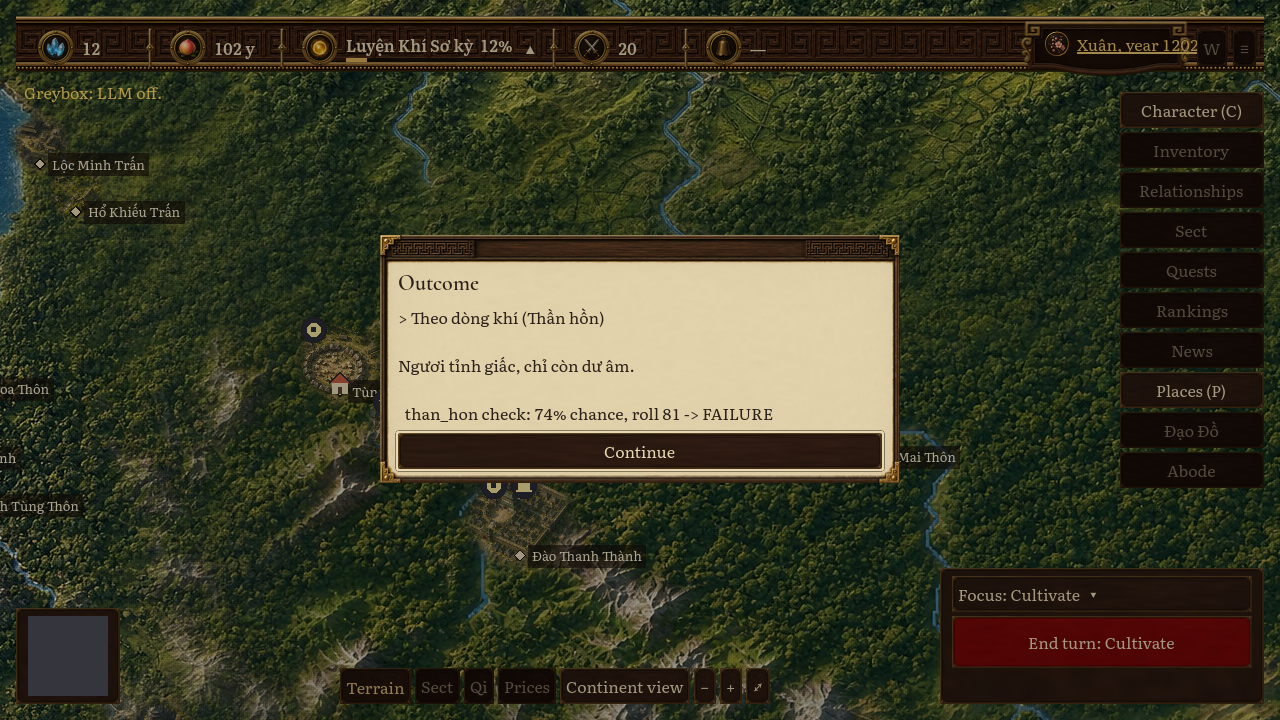 12
102 y
Luyện Khí Sơ kỳ 12% ▲
20
—
Xuân, year 1202
W
≡
Greybox: LLM off.
Character (C)
Inventory
Relationships
Sect
Quests
Rankings
News
Places (P)
Đạo Đồ
Abode
Lộc Minh Trấn
Hổ Khiếu Trấn
Outcome
> Theo dòng khí (Thần hồn)
Ngươi tỉnh giấc, chỉ còn dư âm.
than_hon check: 74% chance, roll 81 -> FAILURE
Continue
Mai Thôn
Thôn
Tùng Thôn
Đào Thanh Thành
Focus: Cultivate ▾
End turn: Cultivate
Terrain
Sect
Qi
Prices
Continent view
−
+